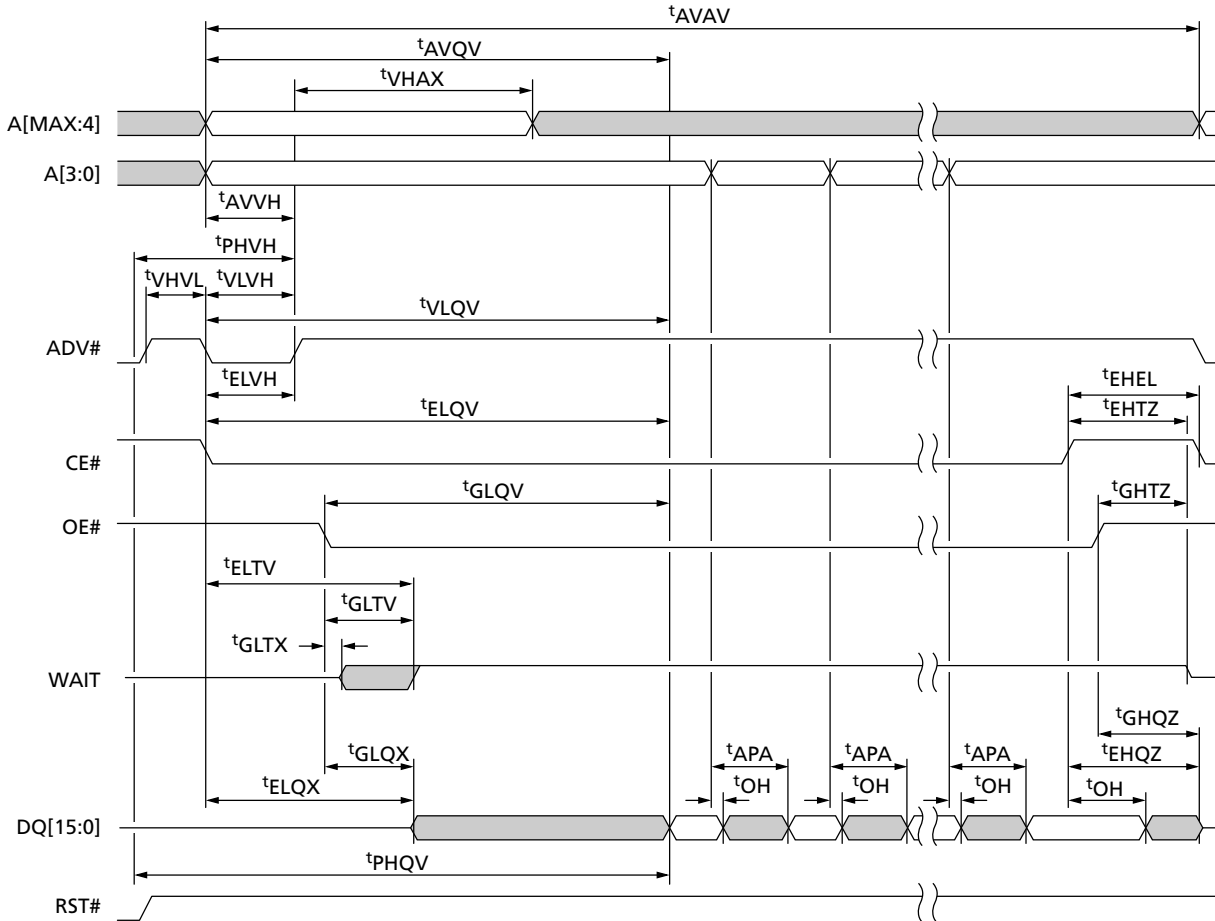 tAVAV
tAVQV
tVHAX
A[MAX:4]
A[3:0]
tAVVH
tPHVH
tVHVL tVLVH
tVLQV
ADV#
tELVH
tEHEL
tELQV
tEHTZ
CE#
tGLQV
tGHTZ
OE#
tELTV
tGLTV
tGLTX
WAIT
tGHQZ
tGLQX tAPA tAPA tAPA tEHQZ
tELQX tOH tOH tOH tOH
DQ[15:0]
tPHQV
RST#